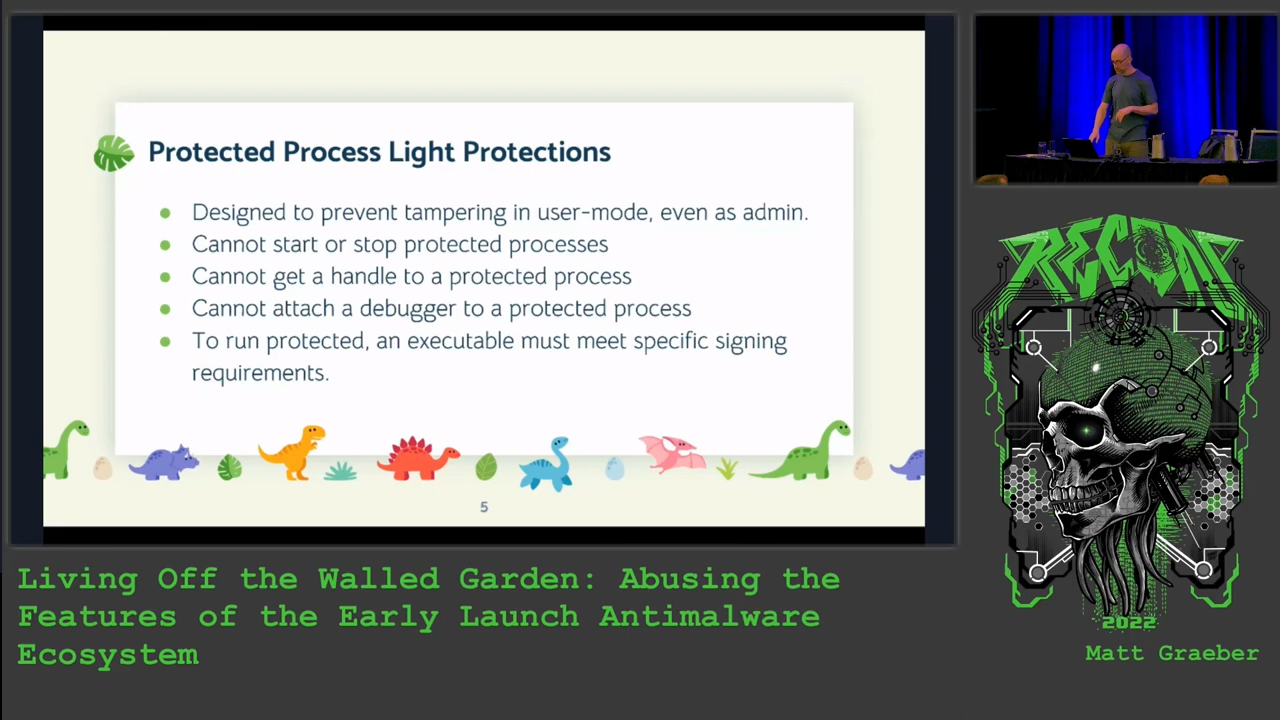 Protected Process Light Protections
Designed to prevent tampering in user-mode, even as admin.
Cannot start or stop protected processes
Cannot get a handle to a protected process
Cannot attach a debugger to a protected process
To run protected, an executable must meet specific signing
requirements.
5
RECON
2022
Living Off the Walled Garden: Abusing the
Features of the Early Launch Antimalware
Ecosystem
Matt Graeber